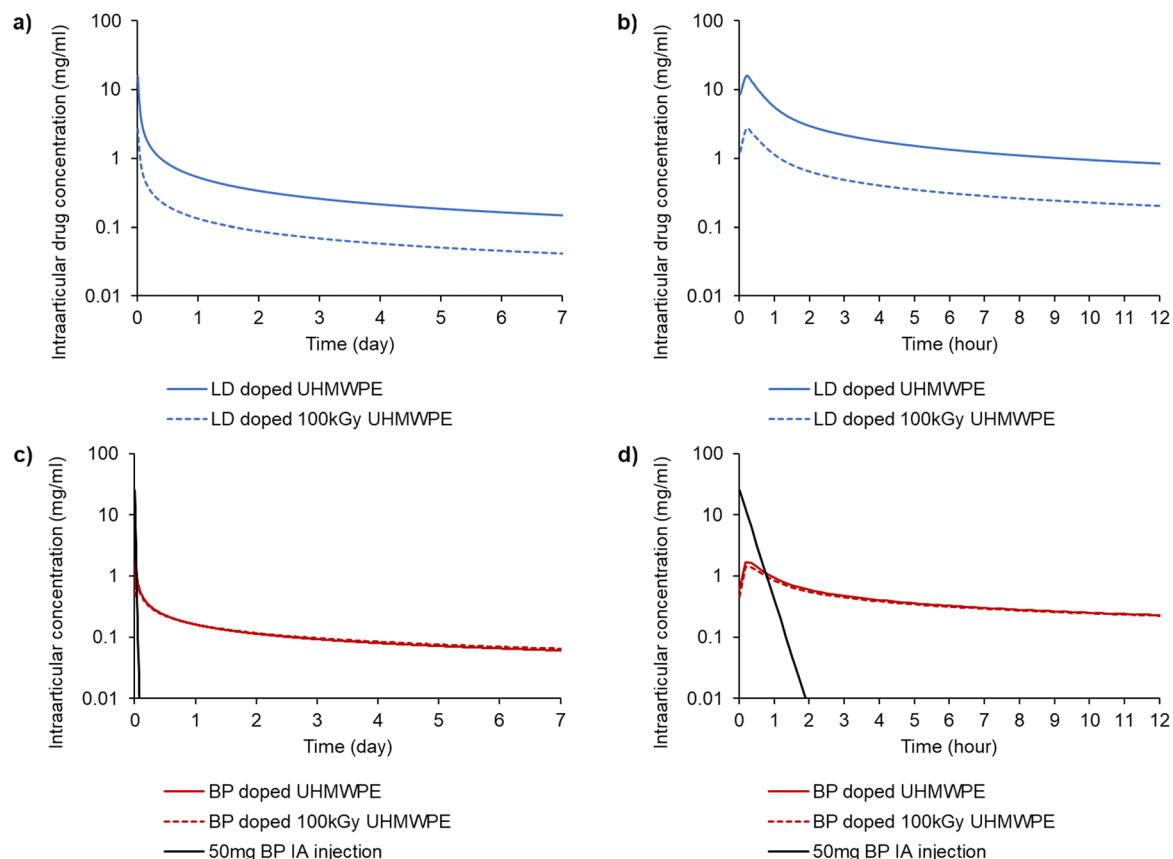 a)
Intraarticular drug concentration (mg/ml)
100
10
1
0.1
0.01
0 1 2 3 4 5 6 7
Time (day)
LD doped UHMWPE
LD doped 100kGy UHMWPE
b)
Intraarticular drug concentration (mg/ml)
100
10
1
0.1
0.01
0 1 2 3 4 5 6 7 8 9 10 11 12
Time (hour)
LD doped UHMWPE
LD doped 100kGy UHMWPE
c)
Intraarticular concentration (mg/ml)
100
10
1
0.1
0.01
0 1 2 3 4 5 6 7
Time (day)
BP doped UHMWPE
BP doped 100kGy UHMWPE
50mg BP IA injection
d)
Intraarticular concentration (mg/ml)
100
10
1
0.1
0.01
0 1 2 3 4 5 6 7 8 9 10 11 12
Time (hour)
BP doped UHMWPE
BP doped 100kGy UHMWPE
50mg BP IA injection